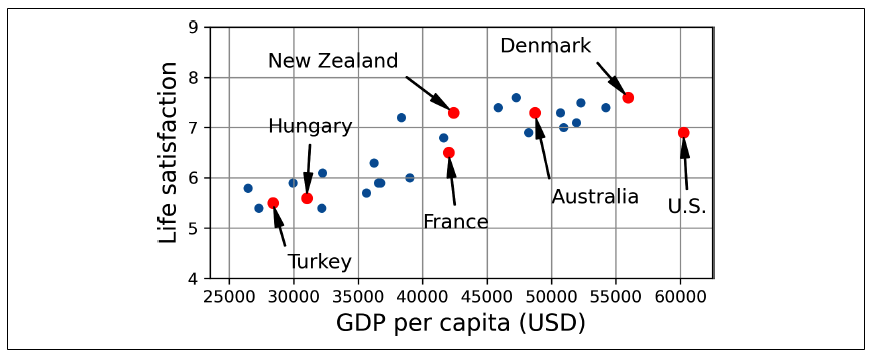 9
8
7
6
5
4
Life satisfaction
Denmark
New Zealand
Hungary
Australia
U.S.
France
Turkey
25000 30000 35000 40000 45000 50000 55000 60000
GDP per capita (USD)